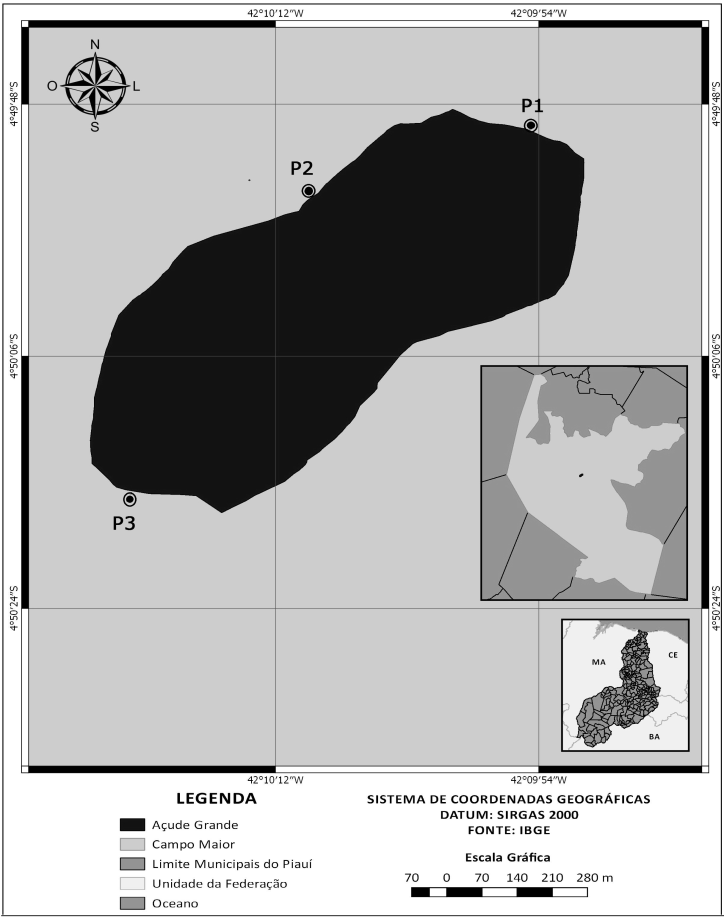 42°10'12"W 42°09'54"W
N
O L
S
4°49'48"S 4°49'48"S
P1
P2
4°50'06"S 4°50'06"S
P3
4°50'24"S 4°50'24"S
MA CE
BA
42°10'12"W 42°09'54"W
LEGENDA
Açude Grande
Campo Maior
Limite Municipais do Piauí
Unidade da Federação
Oceano
SISTEMA DE COORDENADAS GEOGRÁFICAS
DATUM: SIRGAS 2000
FONTE: IBGE
Escala Gráfica
70 0 70 140 210 280 m